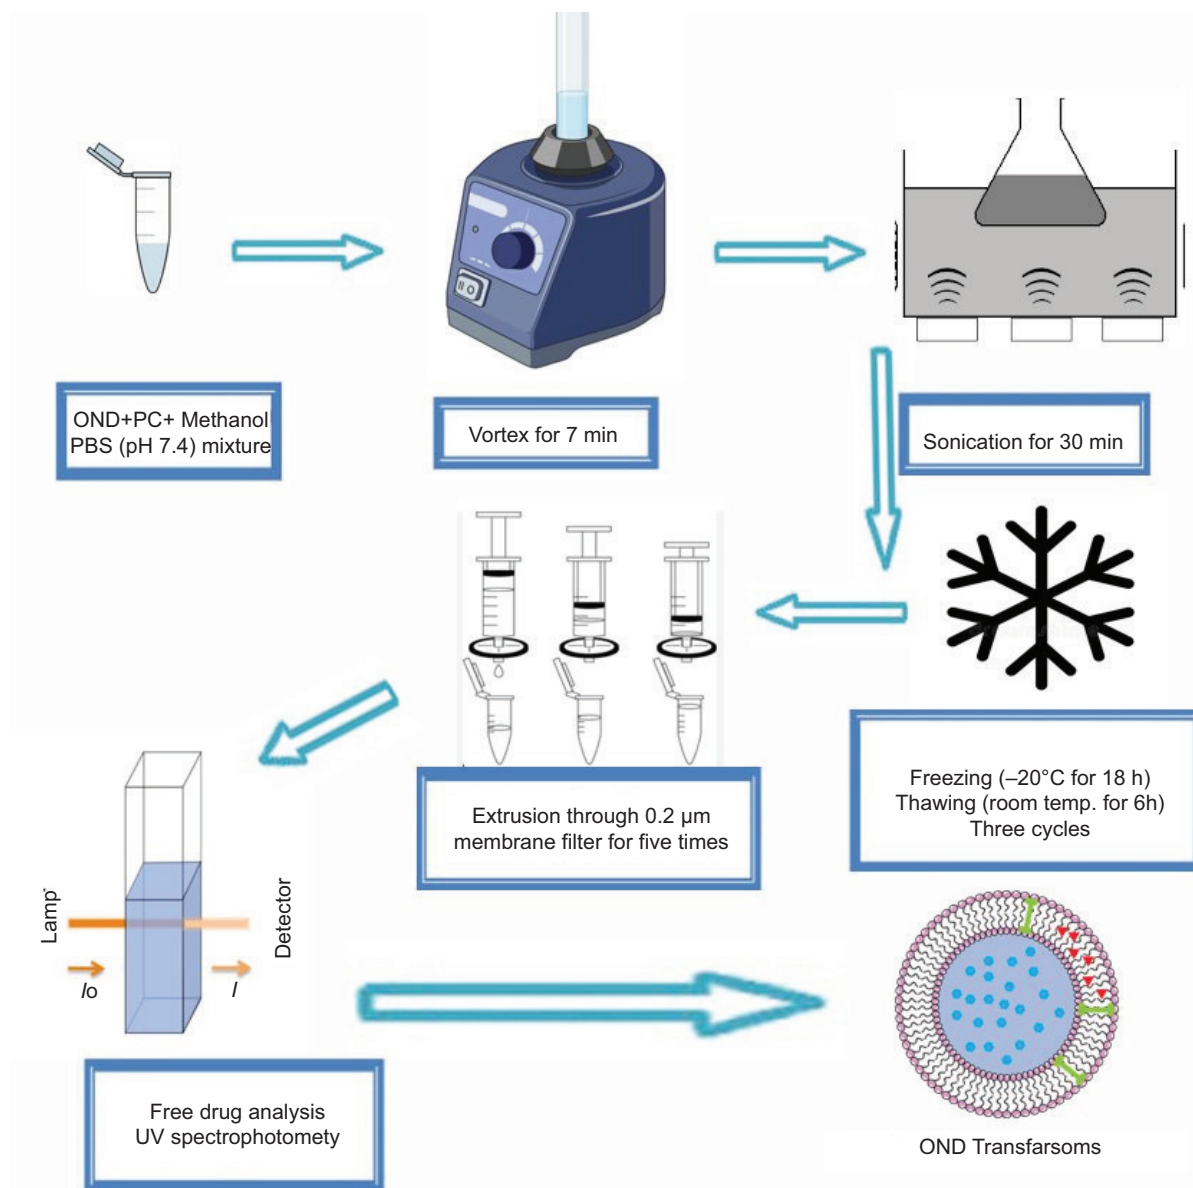 OND+PC+ Methanol
PBS (pH 7.4) mixture
Vortex for 7 min
Sonication for 30 min
Freezing (–20°C for 18 h)
Thawing (room temp. for 6h)
Three cycles
Extrusion through 0.2 µm
membrane filter for five times
Lamp
Io
I
Detector
Free drug analysis
UV spectrophotomety
OND Transfarsoms